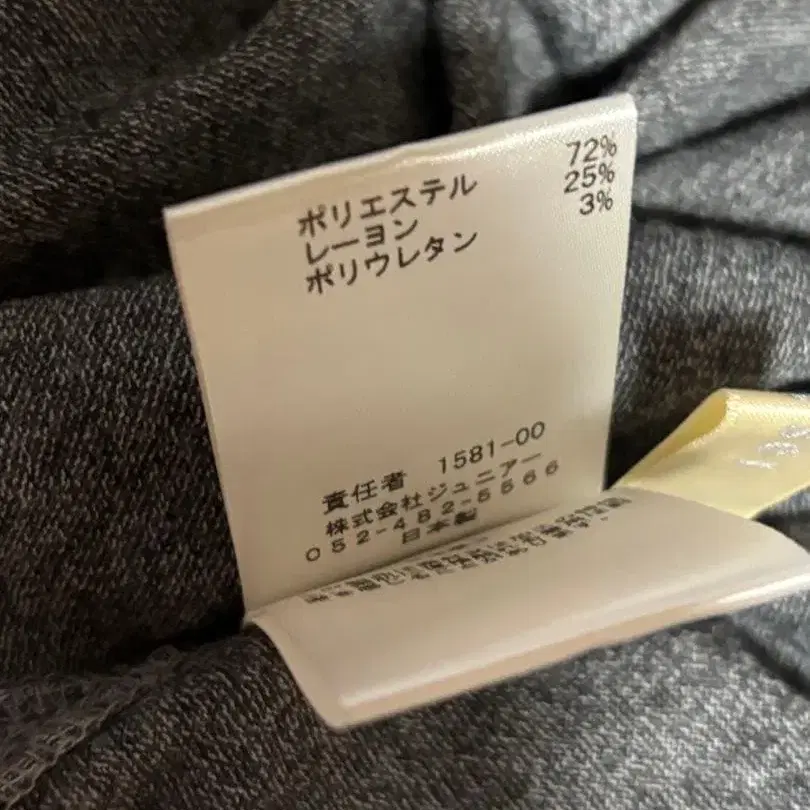 ポリエステル 72%
レーヨン 25%
ポリウレタン 3%
責任者 1581-00
株式会社ジュニアー
052-482-5566
日本製